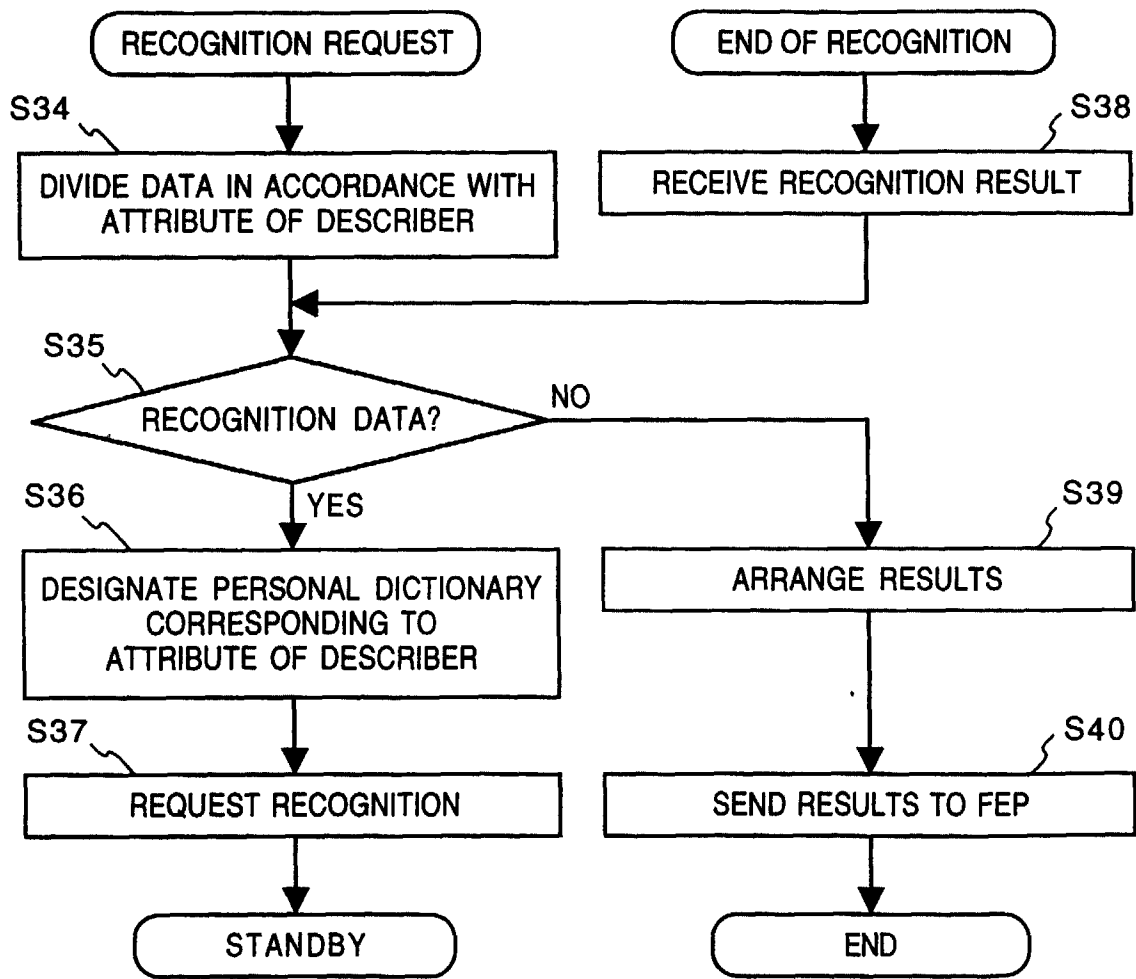 RECOGNITION REQUEST
END OF RECOGNITION
S34
DIVIDE DATA IN ACCORDANCE WITH
ATTRIBUTE OF DESCRIBER
S38
RECEIVE RECOGNITION RESULT
S35
RECOGNITION DATA?
NO
YES
S36
DESIGNATE PERSONAL DICTIONARY
CORRESPONDING TO
ATTRIBUTE OF DESCRIBER
S39
ARRANGE RESULTS
S37
REQUEST RECOGNITION
S40
SEND RESULTS TO FEP
STANDBY
END